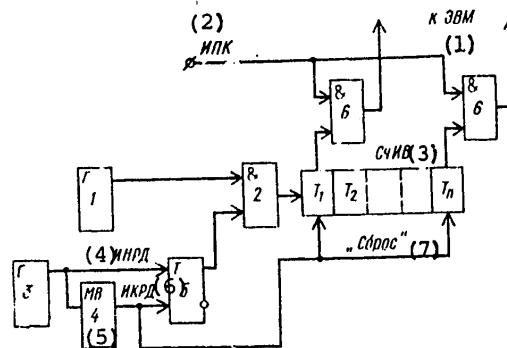 (2)
к ЭВМ
ИПК
(1)
&
6
&
6
СчИВ(3)
Г
1
&
2
T₁ T₂ Tₙ
(4) ИНРД
„Сброс" (7)
Г
3
T
5
МВ
4
ИКРД
(6)
(5)